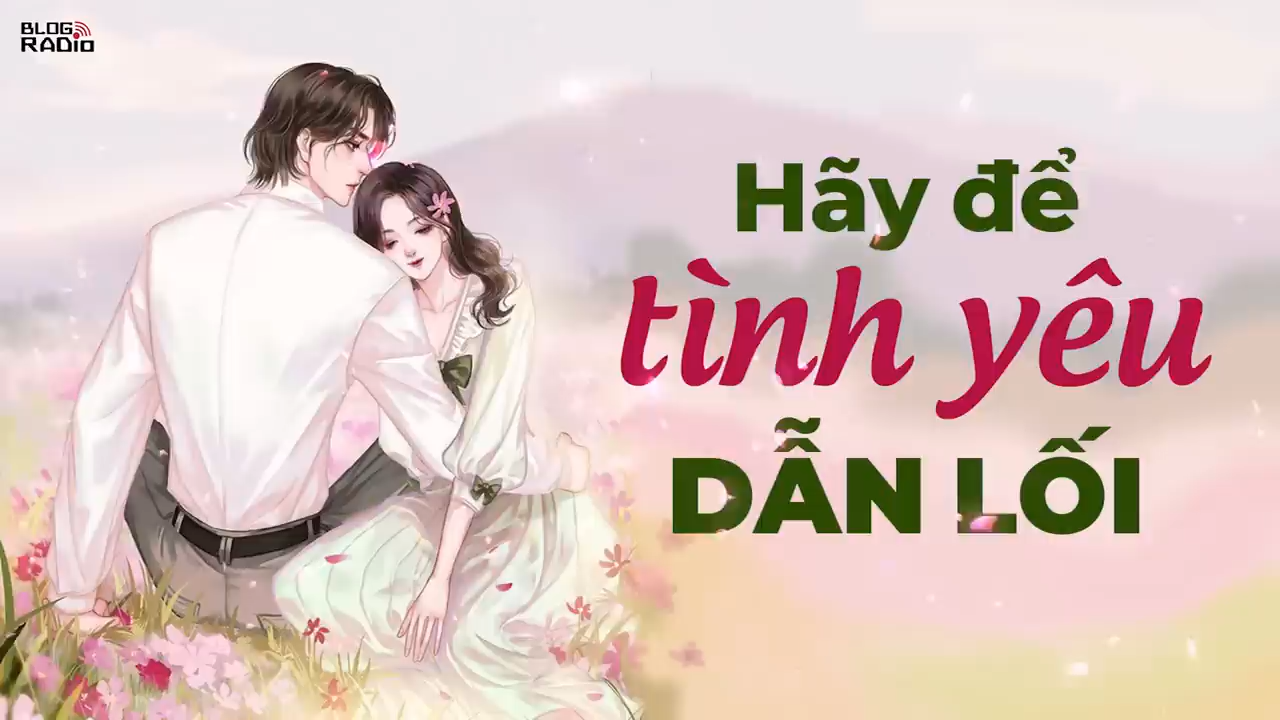 BLOG
RADIO
Hãy để
tình yêu
DẪN LỐI